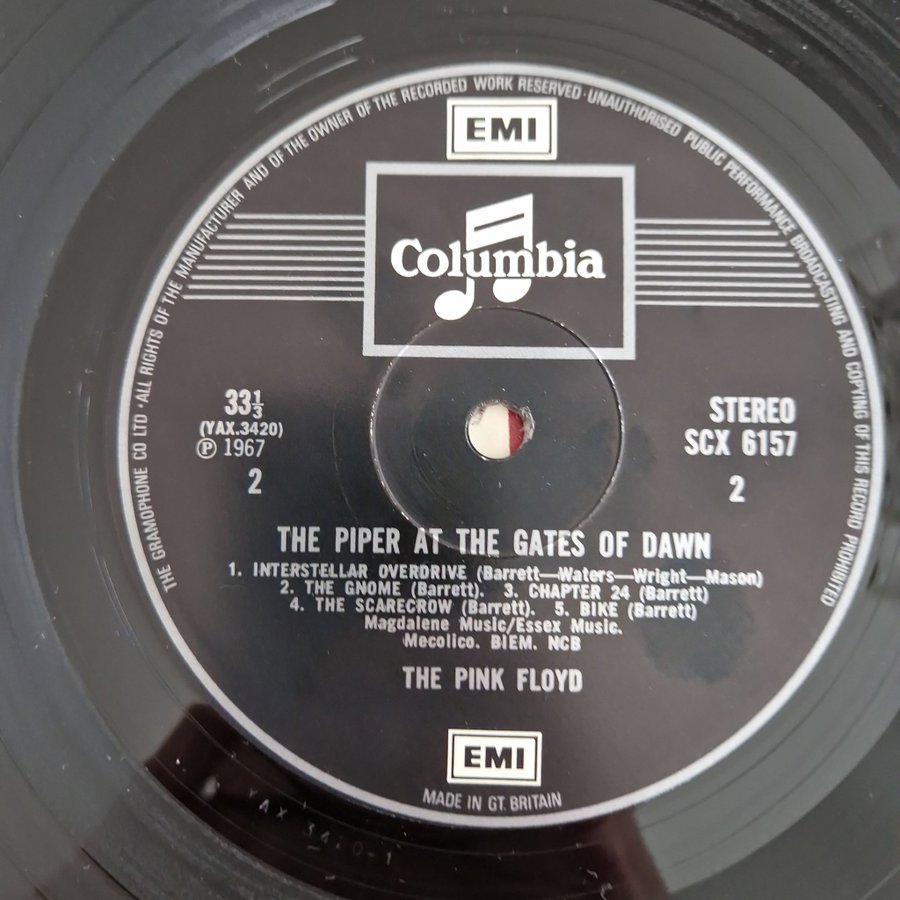 THE GRAMOPHONE CO LTD · ALL RIGHTS OF THE MANUFACTURER AND OF THE OWNER OF THE RECORDED WORK RESERVED · UNAUTHORISED PUBLIC PERFORMANCE BROADCASTING AND COPYING OF THIS RECORD PROHIBITED
EMI
Columbia
33⅓
(YAX.3420)
Ⓟ 1967
2
STEREO
SCX 6157
2
THE PIPER AT THE GATES OF DAWN
1. INTERSTELLAR OVERDRIVE (Barrett—Waters—Wright—Mason)
2. THE GNOME (Barrett). 3. CHAPTER 24 (Barrett)
4. THE SCARECROW (Barrett). 5. BIKE (Barrett)
Magdalene Music/Essex Music.
Mecolico. BIEM. NCB
THE PINK FLOYD
EMI
MADE IN GT. BRITAIN
YAX